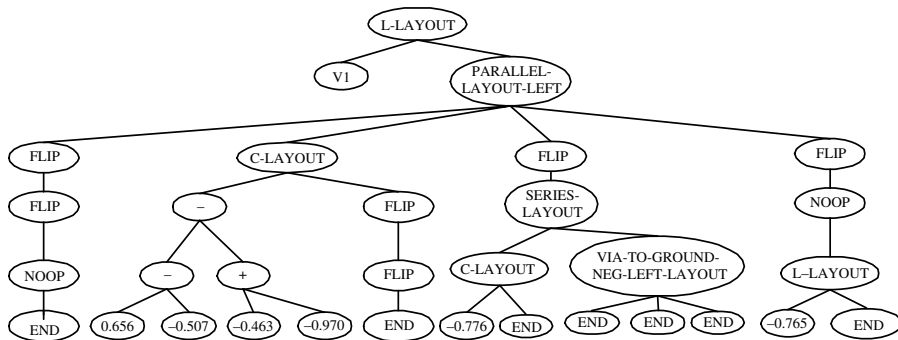 L-LAYOUT
V1
PARALLEL-
LAYOUT-LEFT
FLIP
C-LAYOUT
FLIP
FLIP
FLIP
–
FLIP
SERIES-
LAYOUT
NOOP
NOOP
–
+
FLIP
C-LAYOUT
VIA-TO-GROUND-
NEG-LEFT-LAYOUT
L–LAYOUT
END
0.656
–0.507
–0.463
–0.970
END
–0.776
END
END
END
END
–0.765
END